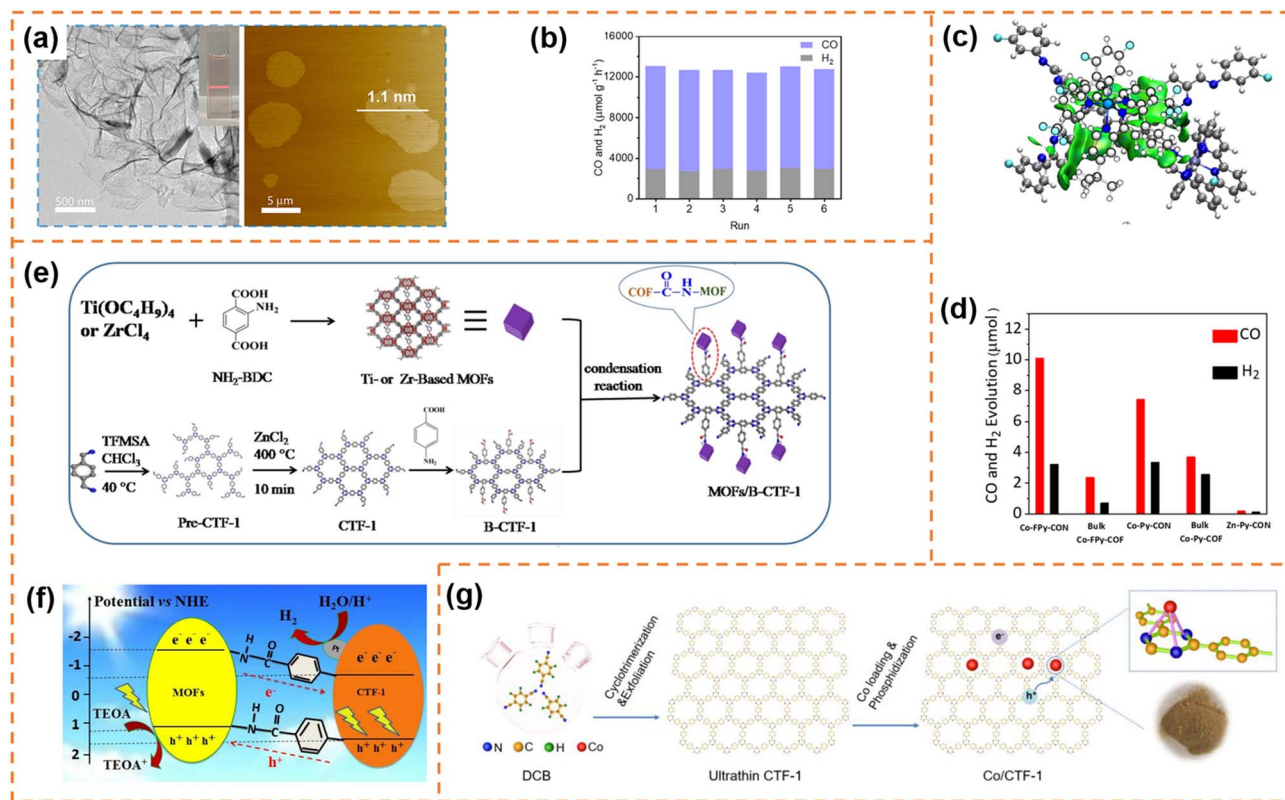 (a)
500 nm
1.1 nm
5 μm
(b)
CO and H₂ (μmol g⁻¹ h⁻¹)
16000
12000
8000
4000
0
CO
H₂
1 2 3 4 5 6
Run
(c)
(d)
CO and H₂ Evolution (μmol)
12
10
8
6
4
2
0
CO
H₂
Co-FPy-CON
Bulk
Co-FPy-COF
Co-Py-CON
Bulk
Co-Py-COF
Zn-Py-CON
(e)
Ti(OC₄H₉)₄
or ZrCl₄
+
COOH
NH₂
COOH
NH₂-BDC
Ti- or Zr-Based MOFs
O
H
COF-C-N-MOF
condensation
reaction
MOFs/B-CTF-1
TFMSA
CHCl₃
40 °C
Pre-CTF-1
ZnCl₂
400 °C
10 min
CTF-1
COOH
NH₂
B-CTF-1
(f)
Potential vs NHE
-2
-1
0
1
2
e⁻ e⁻ e⁻
MOFs
h⁺ h⁺ h⁺
TEOA
TEOA⁺
H₂
H₂O/H⁺
Pt
H
N
O
C
e⁻
H
N
O
C
h⁺
e⁻ e⁻ e⁻
CTF-1
h⁺ h⁺ h⁺
(g)
Cyclotrimerization
&Exfoliation
Co loading &
Phosphidization
e⁻
h⁺
N C H Co
DCB
Ultrathin CTF-1
Co/CTF-1